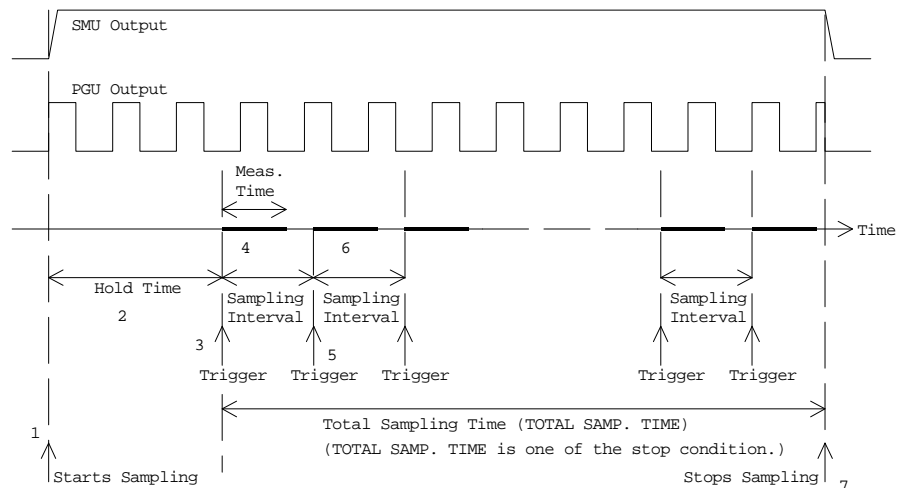 SMU Output
PGU Output
Meas.
Time
Time
4
6
Hold Time
2
Sampling
Interval
Sampling
Interval
Sampling
Interval
3
5
Trigger
Trigger
Trigger
Trigger
Trigger
Total Sampling Time (TOTAL SAMP. TIME)
(TOTAL SAMP. TIME is one of the stop condition.)
1
Starts Sampling
Stops Sampling
7